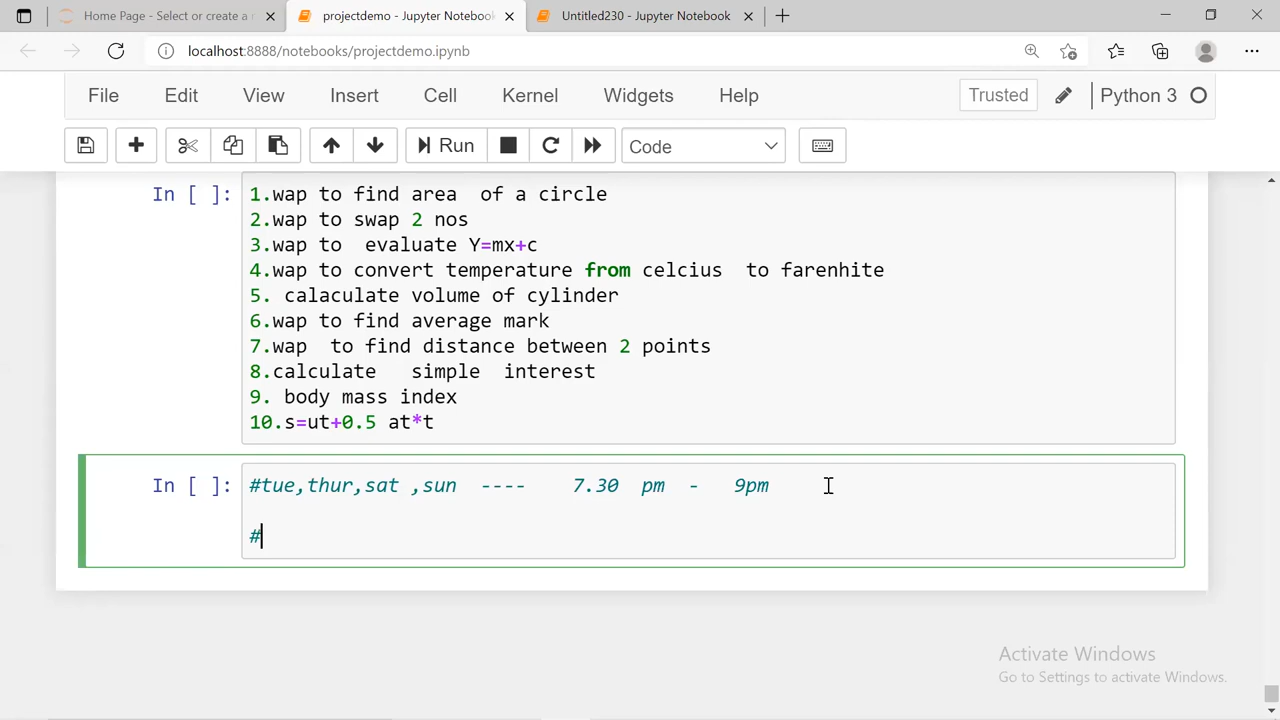 Home Page - Select or create a n
projectdemo - Jupyter Notebook
Untitled230 - Jupyter Notebook
localhost:8888/notebooks/projectdemo.ipynb
File Edit View Insert Cell Kernel Widgets Help Trusted Python 3
Run Code
In [ ]: 1.wap to find area  of a circle
2.wap to swap 2 nos
3.wap to  evaluate Y=mx+c
4.wap to convert temperature from celcius  to farenhite
5. calaculate volume of cylinder
6.wap to find average mark
7.wap  to find distance between 2 points
8.calculate   simple  interest
9. body mass index
10.s=ut+0.5 at*t
In [ ]: #tue,thur,sat ,sun  ----    7.30  pm  -   9pm
#
Activate Windows
Go to Settings to activate Windows.